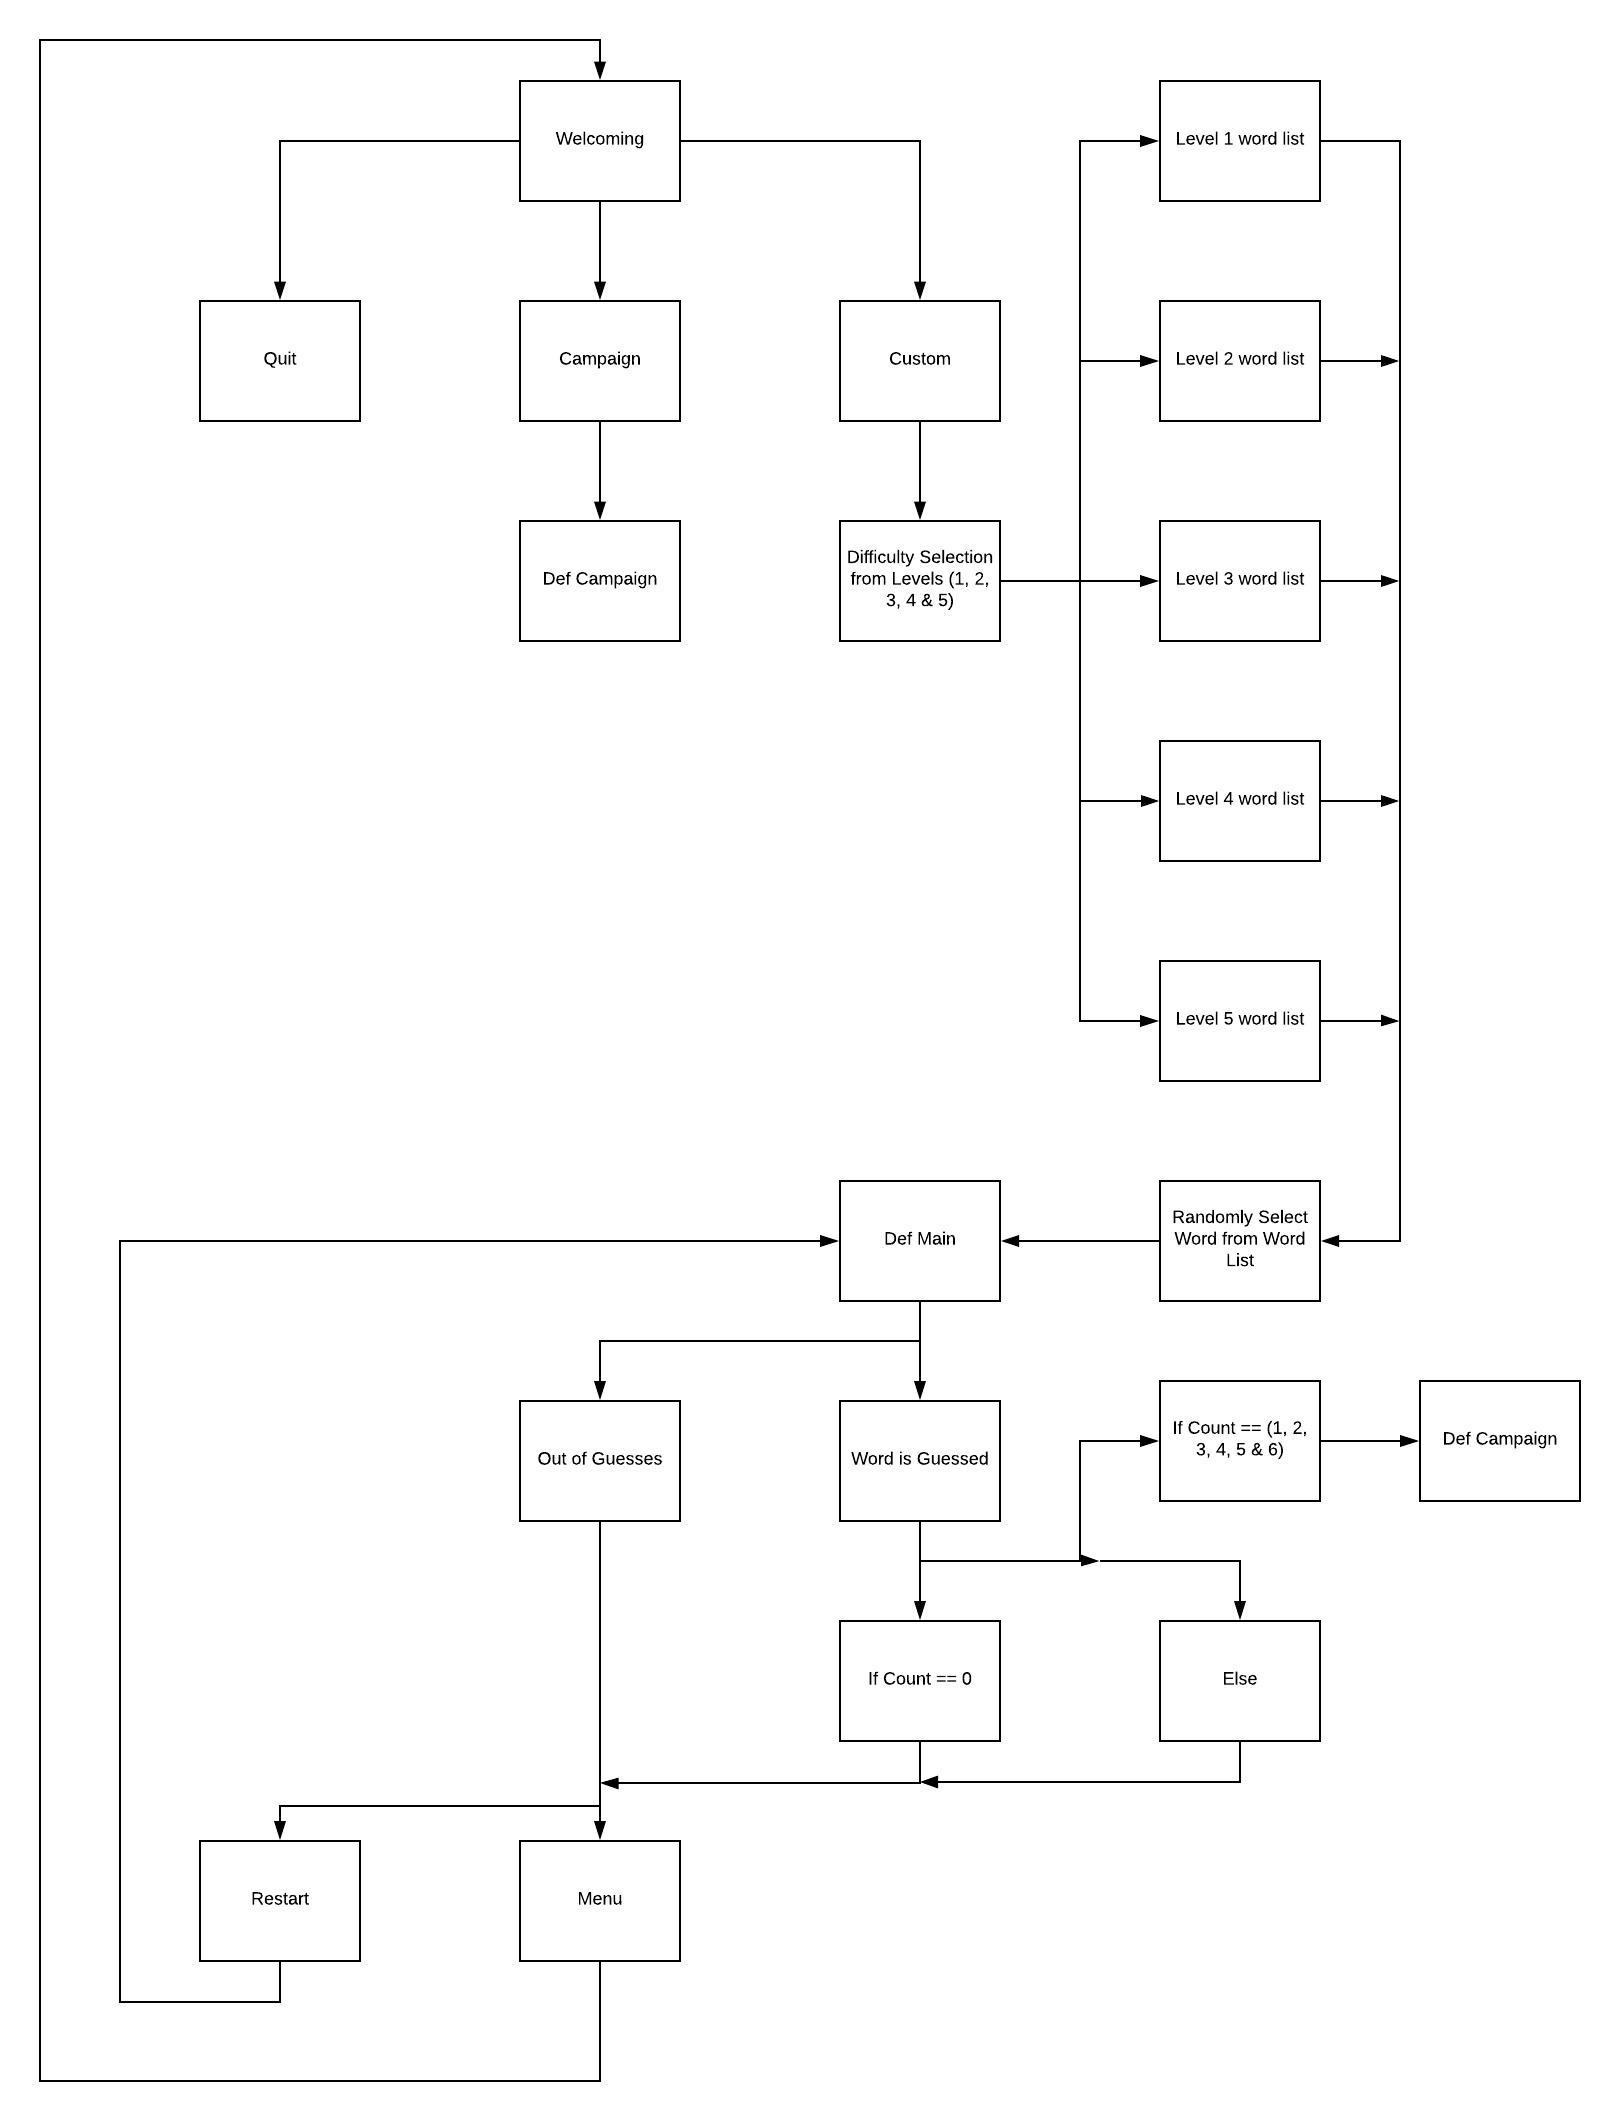 Welcoming
Level 1 word list
Quit
Campaign
Custom
Level 2 word list
Def Campaign
Difficulty Selection
from Levels (1, 2,
3, 4 & 5)
Level 3 word list
Level 4 word list
Level 5 word list
Def Main
Randomly Select
Word from Word
List
Out of Guesses
Word is Guessed
If Count == (1, 2,
3, 4, 5 & 6)
Def Campaign
If Count == 0
Else
Restart
Menu